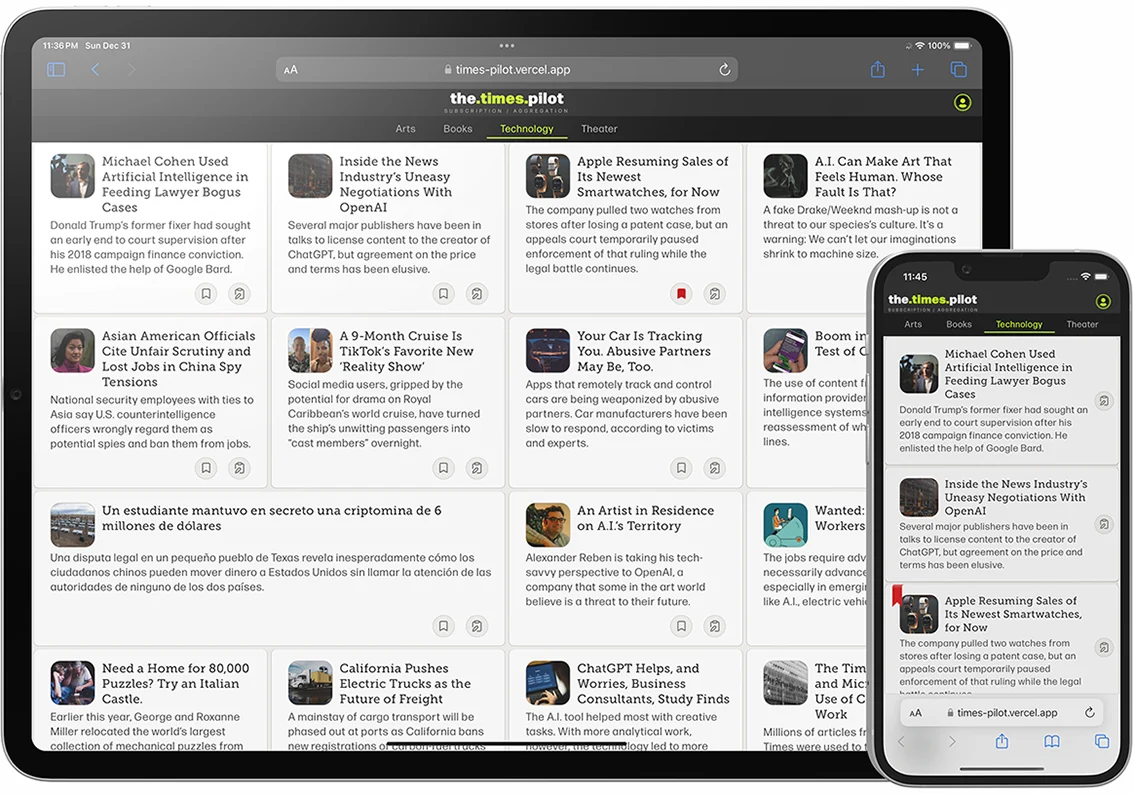 11:36 PM Sun Dec 31
100%
AA
times-pilot.vercel.app
the.times.pilot
SUBSCRIPTION / AGGREGATION
Arts
Books
Technology
Theater
Michael Cohen Used
Artificial Intelligence in
Feeding Lawyer Bogus
Cases
Donald Trump's former fixer had sought
an early end to court supervision after
his 2018 campaign finance conviction.
He enlisted the help of Google Bard.
Inside the News
Industry's Uneasy
Negotiations With
OpenAI
Several major publishers have been in
talks to license content to the creator of
ChatGPT, but agreement on the price
and terms has been elusive.
Apple Resuming Sales of
Its Newest
Smartwatches, for Now
The company pulled two watches from
stores after losing a patent case, but an
appeals court temporarily paused
enforcement of that ruling while the
legal battle continues.
A.I. Can Make Art That
Feels Human. Whose
Fault Is That?
A fake Drake/Weeknd mash-up is not a
threat to our species's culture. It's a
warning: We can't let our imaginations
shrink to machine size.
Asian American Officials
Cite Unfair Scrutiny and
Lost Jobs in China Spy
Tensions
National security employees with ties to
Asia say U.S. counterintelligence
officers wrongly regard them as
potential spies and ban them from jobs.
A 9-Month Cruise Is
TikTok's Favorite New
'Reality Show'
Social media users, gripped by the
potential for drama on Royal
Caribbean's world cruise, have turned
the ship's unwitting passengers into
"cast members" overnight.
Your Car Is Tracking
You. Abusive Partners
May Be, Too.
Apps that remotely track and control
cars are being weaponized by abusive
partners. Car manufacturers have been
slow to respond, according to victims
and experts.
Boom in
Test of
The use of content
information
intelligence systems
reassessment of
lines.
Un estudiante mantuvo en secreto una criptomina de 6
millones de dólares
Una disputa legal en un pequeño pueblo de Texas revela inesperadamente cómo los
ciudadanos chinos pueden mover dinero a Estados Unidos sin llamar la atención de las
autoridades de ninguno de los dos países.
An Artist in Residence
on A.I.'s Territory
Alexander Reben is taking his tech-
savvy perspective to OpenAI, a
company that some in the art world
believe is a threat to their future.
Wanted:
Workers
The jobs require
necessarily
especially in
like A.I., electric
Need a Home for 80,000
Puzzles? Try an Italian
Castle.
Earlier this year, George and Roxanne
Miller relocated the world's largest
collection of mechanical puzzles from
California Pushes
Electric Trucks as the
Future of Freight
A mainstay of cargo transport will be
phased out at ports as California bans
new registrations of carbon-fuel trucks
ChatGPT Helps, and
Worries, Business
Consultants, Study Finds
The A.I. tool helped most with creative
tasks. With more analytical work,
however, the technology led to more
The
and
Use of
Work
Millions of articles
Times were used to
11:45
the.times.pilot
SUBSCRIPTION / AGGREGATION
Arts
Books
Technology
Theater
Michael Cohen Used
Artificial Intelligence in
Feeding Lawyer Bogus
Cases
Donald Trump's former fixer had sought an
early end to court supervision after his
2018 campaign finance conviction. He
enlisted the help of Google Bard.
Inside the News Industry's
Uneasy Negotiations With
OpenAI
Several major publishers have been in
talks to license content to the creator of
ChatGPT, but agreement on the price and
terms has been elusive.
Apple Resuming Sales of
Its Newest Smartwatches,
for Now
The company pulled two watches from
stores after losing a patent case, but an
appeals court temporarily paused
enforcement of that ruling while the legal
battle continues.
AA
times-pilot.vercel.app